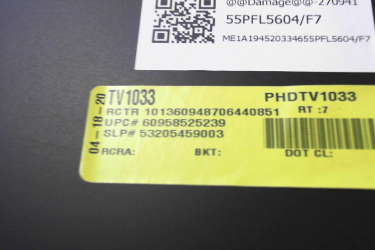 @@Damage@@-270941
55PFL5604/F7
ME1A194520334655PFL5604/F7
04-18-20
TV1033 PHDTV1033
RCTR 101360948706440851 RT :7
UPC# 60958525239
SLP# 53205459003
RCRA: BKT: DOT CL: